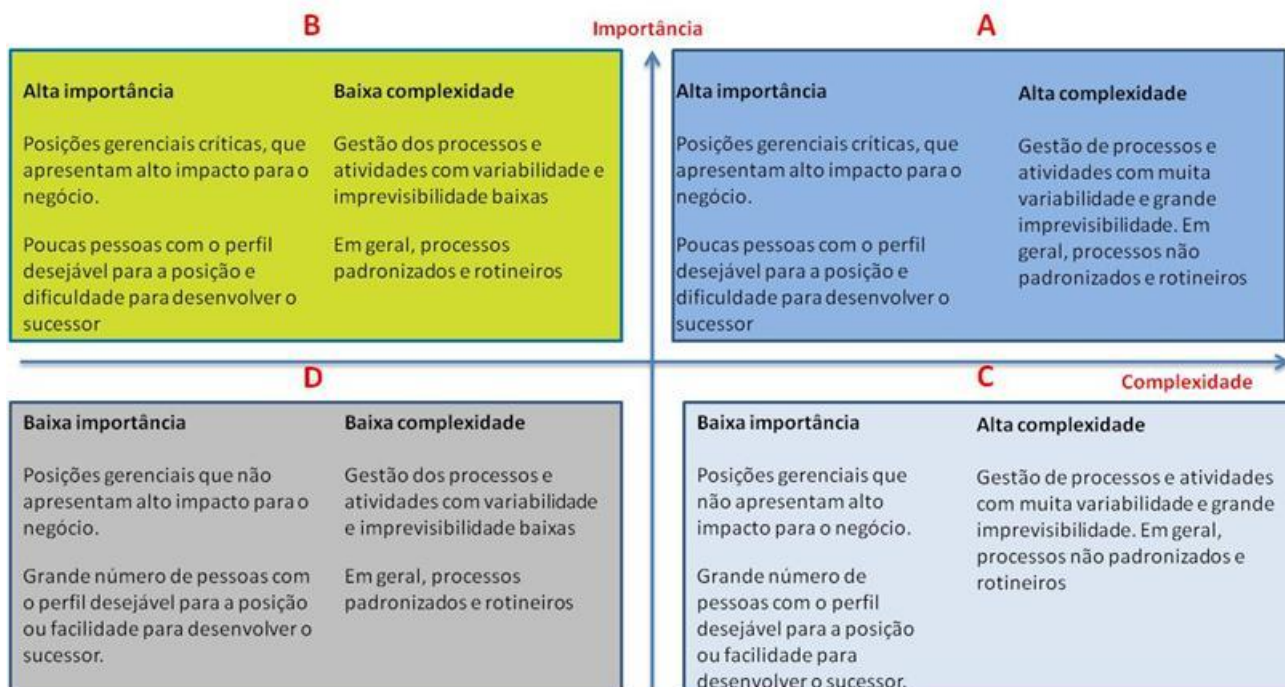 B
Importância
A
Alta importância
Baixa complexidade
Posições gerenciais críticas, que
apresentam alto impacto para o
negócio.
Poucas pessoas com o perfil
desejável para a posição e
dificuldade para desenvolver o
sucessor
Gestão dos processos e
atividades com variabilidade e
imprevisibilidade baixas
Em geral, processos
padronizados e rotineiros
Alta importância
Alta complexidade
Posições gerenciais críticas, que
apresentam alto impacto para o
negócio.
Poucas pessoas com o perfil
desejável para a posição e
dificuldade para desenvolver o
sucessor
Gestão de processos e
atividades com muita
variabilidade e grande
imprevisibilidade. Em
geral, processos não
padronizados e rotineiros
D
C
Complexidade
Baixa importância
Baixa complexidade
Posições gerenciais que não
apresentam alto impacto para o
negócio.
Grande número de pessoas com
o perfil desejável para a posição
ou facilidade para desenvolver o
sucessor.
Gestão dos processos e
atividades com variabilidade
e imprevisibilidade baixas
Em geral, processos
padronizados e rotineiros
Baixa importância
Alta complexidade
Posições gerenciais que
não apresentam alto
impacto para o negócio.
Grande número de
pessoas com o perfil
desejável para a posição
ou facilidade para
desenvolver o sucessor.
Gestão de processos e atividades
com muita variabilidade e grande
imprevisibilidade. Em geral,
processos não padronizados e
rotineiros